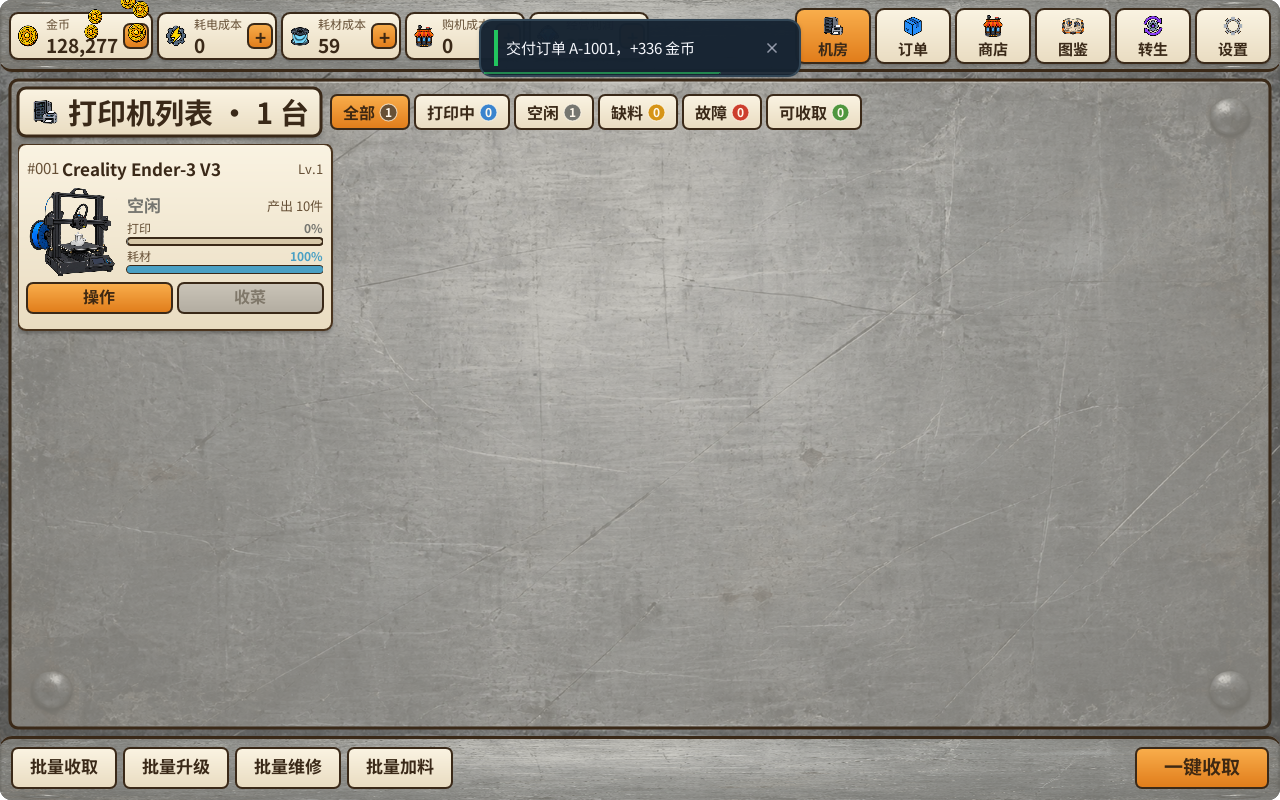 金币
128,277
耗电成本
0
+
耗材成本
59
+
购机成
0
交付订单 A-1001，+336 金币
×
机房
订单
商店
图鉴
转生
设置
打印机列表 · 1 台
全部 1
打印中 0
空闲 1
缺料 0
故障 0
可收取 0
#001 Creality Ender-3 V3
Lv.1
空闲
产出 10件
打印
0%
耗材
100%
操作
收菜
批量收取
批量升级
批量维修
批量加料
一键收取